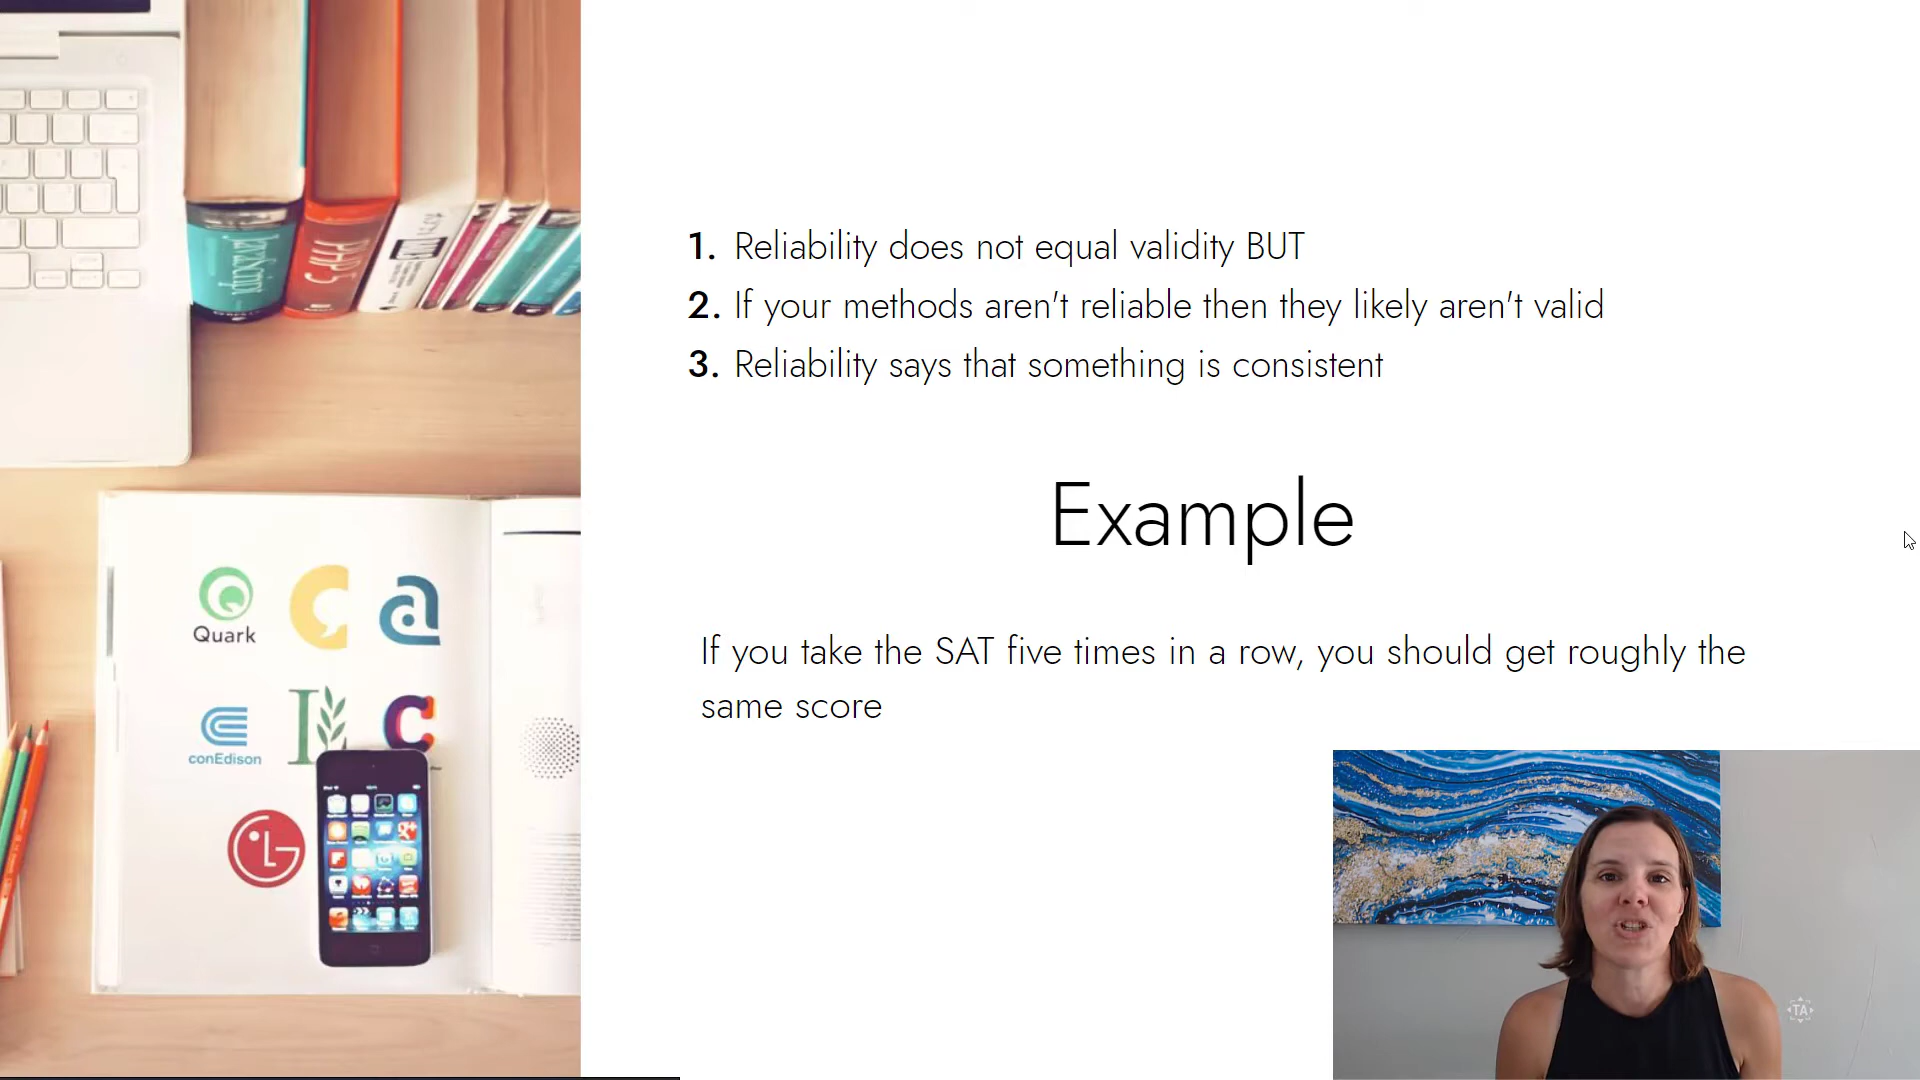 1. Reliability does not equal validity BUT
2. If your methods aren't reliable then they likely aren't valid
3. Reliability says that something is consistent
Example
If you take the SAT five times in a row, you should get roughly the
same score
Quark
conEdison
LG
TA